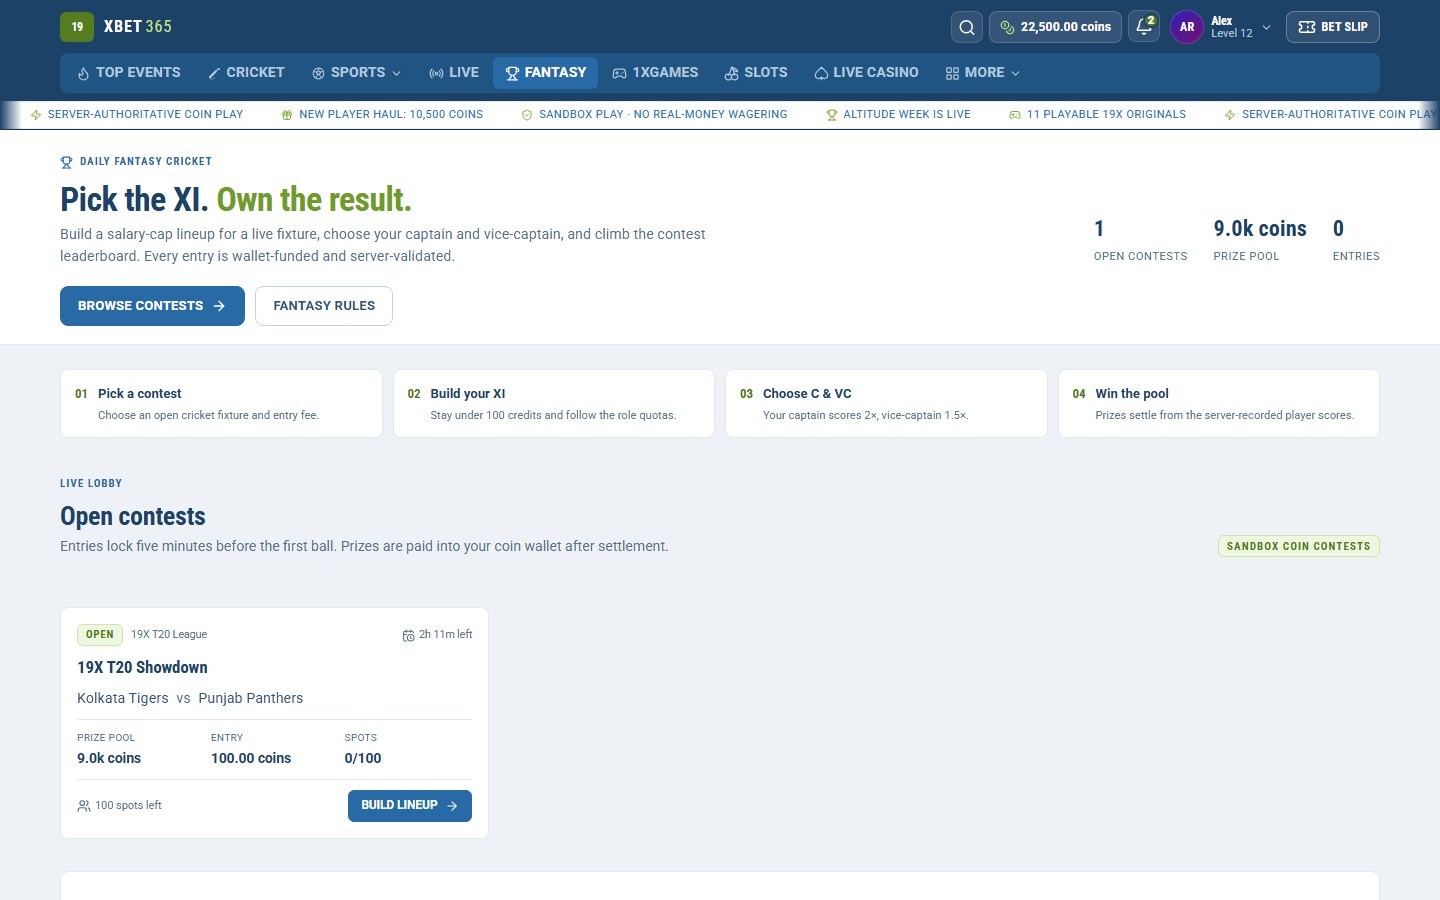 19 XBET 365
22,500.00 coins
2
AR
Alex
Level 12
BET SLIP
TOP EVENTS CRICKET SPORTS LIVE FANTASY 1XGAMES SLOTS LIVE CASINO MORE
SERVER-AUTHORITATIVE COIN PLAY NEW PLAYER HAUL: 10,500 COINS SANDBOX PLAY · NO REAL-MONEY WAGERING ALTITUDE WEEK IS LIVE 11 PLAYABLE 19X ORIGINALS SERVER-AUTHORITATIVE COIN PLAY
DAILY FANTASY CRICKET
Pick the XI. Own the result.
Build a salary-cap lineup for a live fixture, choose your captain and vice-captain, and climb the contest
leaderboard. Every entry is wallet-funded and server-validated.
1 9.0k coins 0
OPEN CONTESTS PRIZE POOL ENTRIES
BROWSE CONTESTS FANTASY RULES
01 Pick a contest
Choose an open cricket fixture and entry fee.
02 Build your XI
Stay under 100 credits and follow the role quotas.
03 Choose C & VC
Your captain scores 2×, vice-captain 1.5×.
04 Win the pool
Prizes settle from the server-recorded player scores.
LIVE LOBBY
Open contests
Entries lock five minutes before the first ball. Prizes are paid into your coin wallet after settlement.
SANDBOX COIN CONTESTS
OPEN 19X T20 League 2h 11m left
19X T20 Showdown
Kolkata Tigers vs Punjab Panthers
PRIZE POOL ENTRY SPOTS
9.0k coins 100.00 coins 0/100
100 spots left BUILD LINEUP